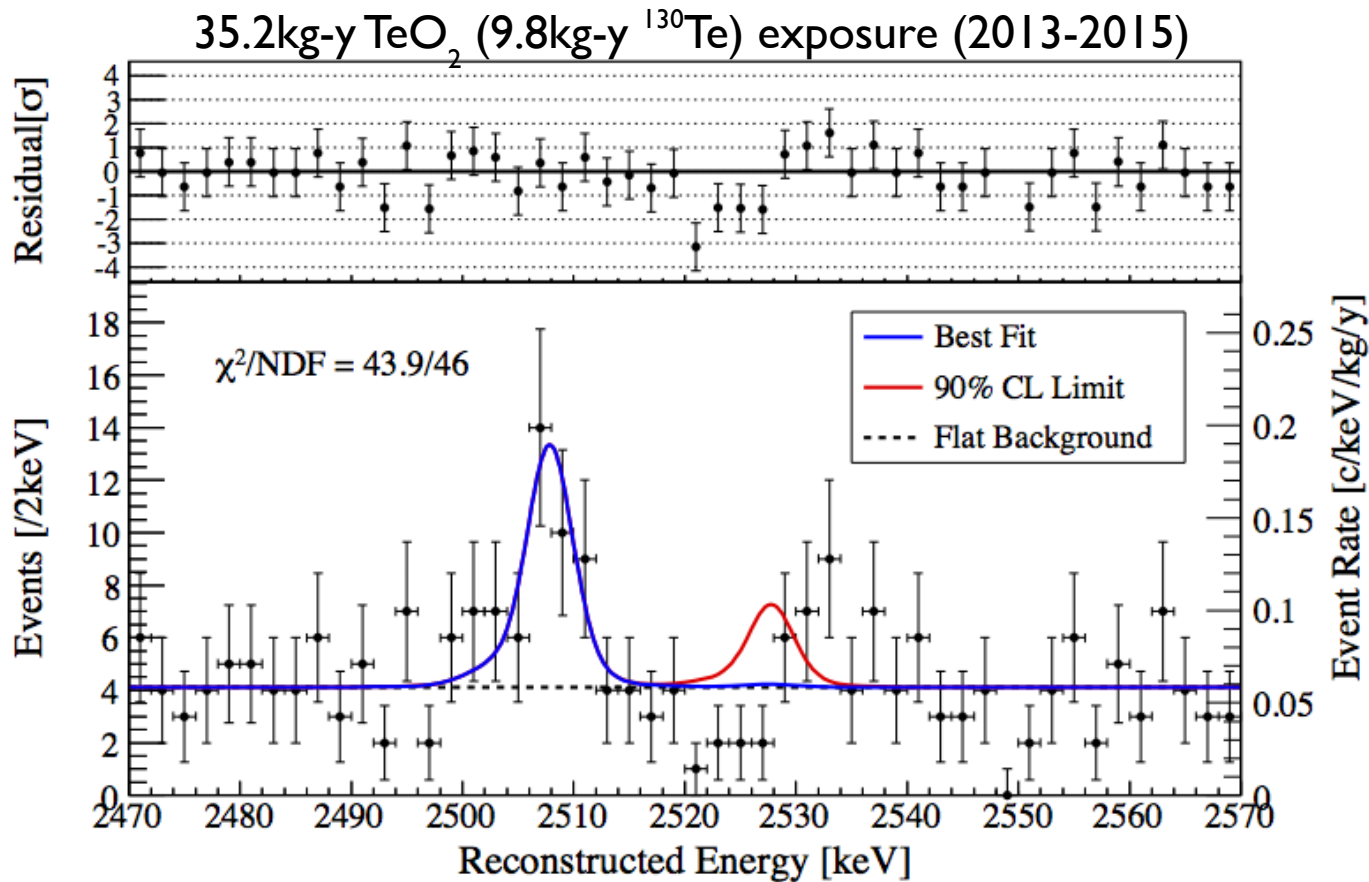 35.2kg-y TeO₂ (9.8kg-y ¹³⁰Te) exposure (2013-2015)
Residual[σ]
4
3
2
1
0
-1
-2
-3
-4
Events [/2keV]
18
16
14
12
10
8
6
4
2
0
χ²/NDF = 43.9/46
Best Fit
90% CL Limit
Flat Background
0.25
0.2
0.15
0.1
0.05
0
Event Rate [c/keV/kg/y]
2470 2480 2490 2500 2510 2520 2530 2540 2550 2560 2570
Reconstructed Energy [keV]